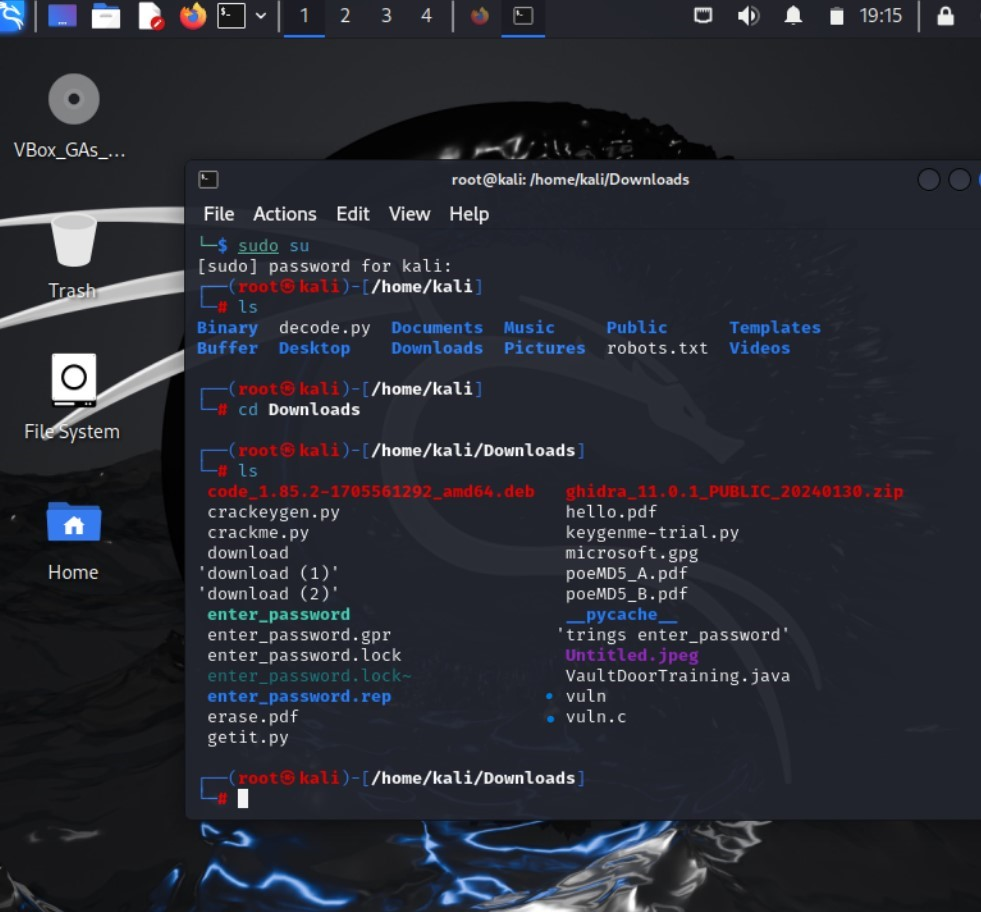 1 2 3 4 19:15
VBox_GAs_...
Trash
File System
Home
root@kali: /home/kali/Downloads
File Actions Edit View Help
└─$ sudo su
[sudo] password for kali:
┌──(root㉿kali)-[/home/kali]
└─# ls
Binary decode.py Documents Music Public Templates
Buffer Desktop Downloads Pictures robots.txt Videos
┌──(root㉿kali)-[/home/kali]
└─# cd Downloads
┌──(root㉿kali)-[/home/kali/Downloads]
└─# ls
code_1.85.2-1705561292_amd64.deb ghidra_11.0.1_PUBLIC_20240130.zip
crackeygen.py hello.pdf
crackme.py keygenme-trial.py
download microsoft.gpg
'download (1)' poeMD5_A.pdf
'download (2)' poeMD5_B.pdf
enter_password __pycache__
enter_password.gpr 'trings enter_password'
enter_password.lock Untitled.jpeg
enter_password.lock~ VaultDoorTraining.java
enter_password.rep vuln
erase.pdf vuln.c
getit.py
┌──(root㉿kali)-[/home/kali/Downloads]
└─#